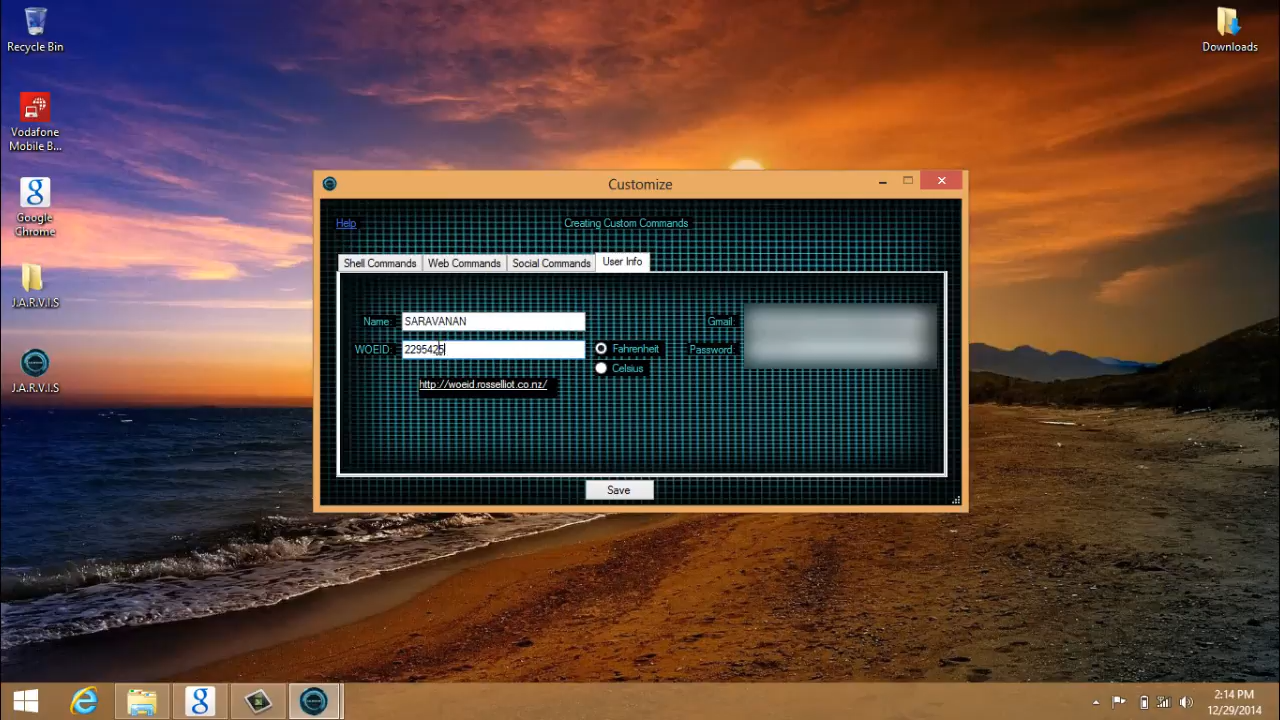 Recycle Bin
Downloads
Vodafone
Mobile B...
Google
Chrome
J.A.R.V.I.S
J.A.R.V.I.S
Customize
Help
Creating Custom Commands
Shell Commands
Web Commands
Social Commands
User Info
Name:
SARAVANAN
Gmail:
WOEID:
2295425
Fahrenheit
Password:
Celsius
http://woeid.rosselliot.co.nz/
Save
2:14 PM
12/29/2014